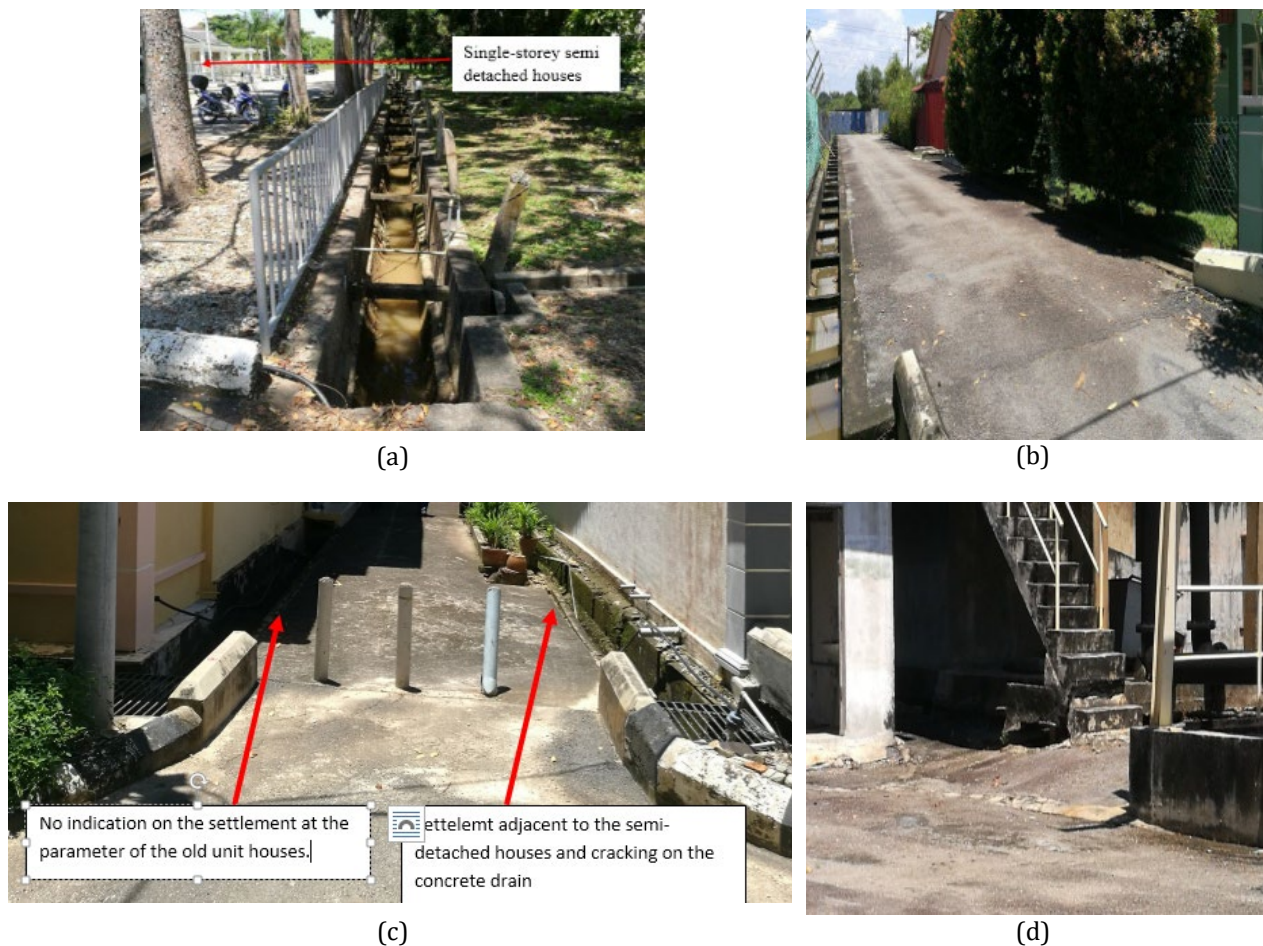 Single-storey semi
detached houses
(a)
(b)
No indication on the settlement at the
parameter of the old unit houses.
ettelemt adjacent to the semi-
detached houses and cracking on the
concrete drain
(c)
(d)